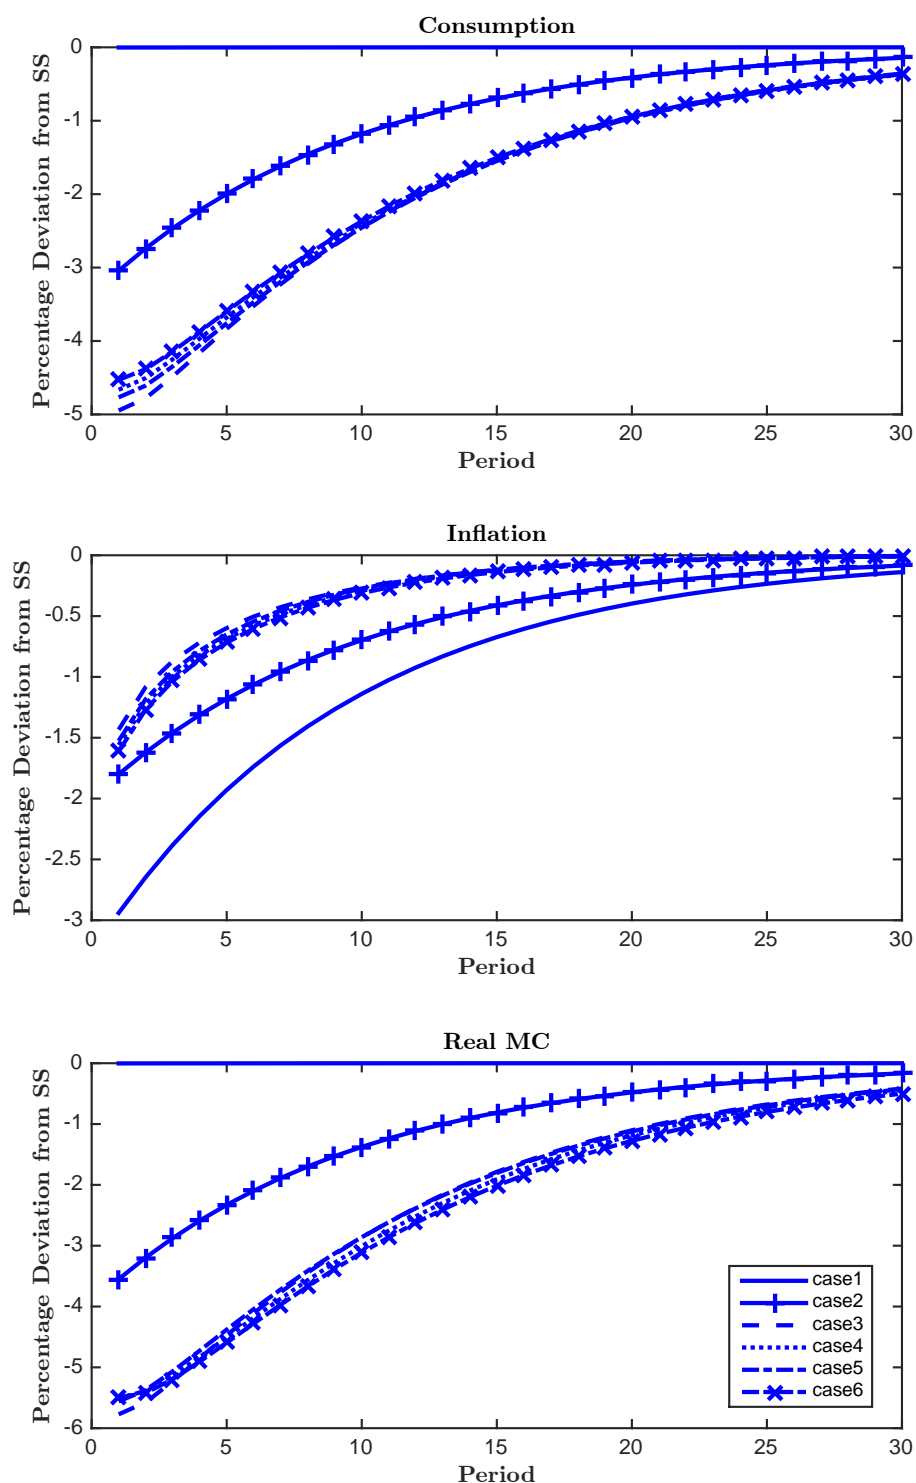 Consumption
0
-1
-2
-3
-4
-5
Percentage Deviation from SS
0 5 10 15 20 25 30
Period
Inflation
0
-0.5
-1
-1.5
-2
-2.5
-3
Percentage Deviation from SS
0 5 10 15 20 25 30
Period
Real MC
0
-1
-2
-3
-4
-5
-6
Percentage Deviation from SS
case1
case2
case3
case4
case5
case6
0 5 10 15 20 25 30
Period